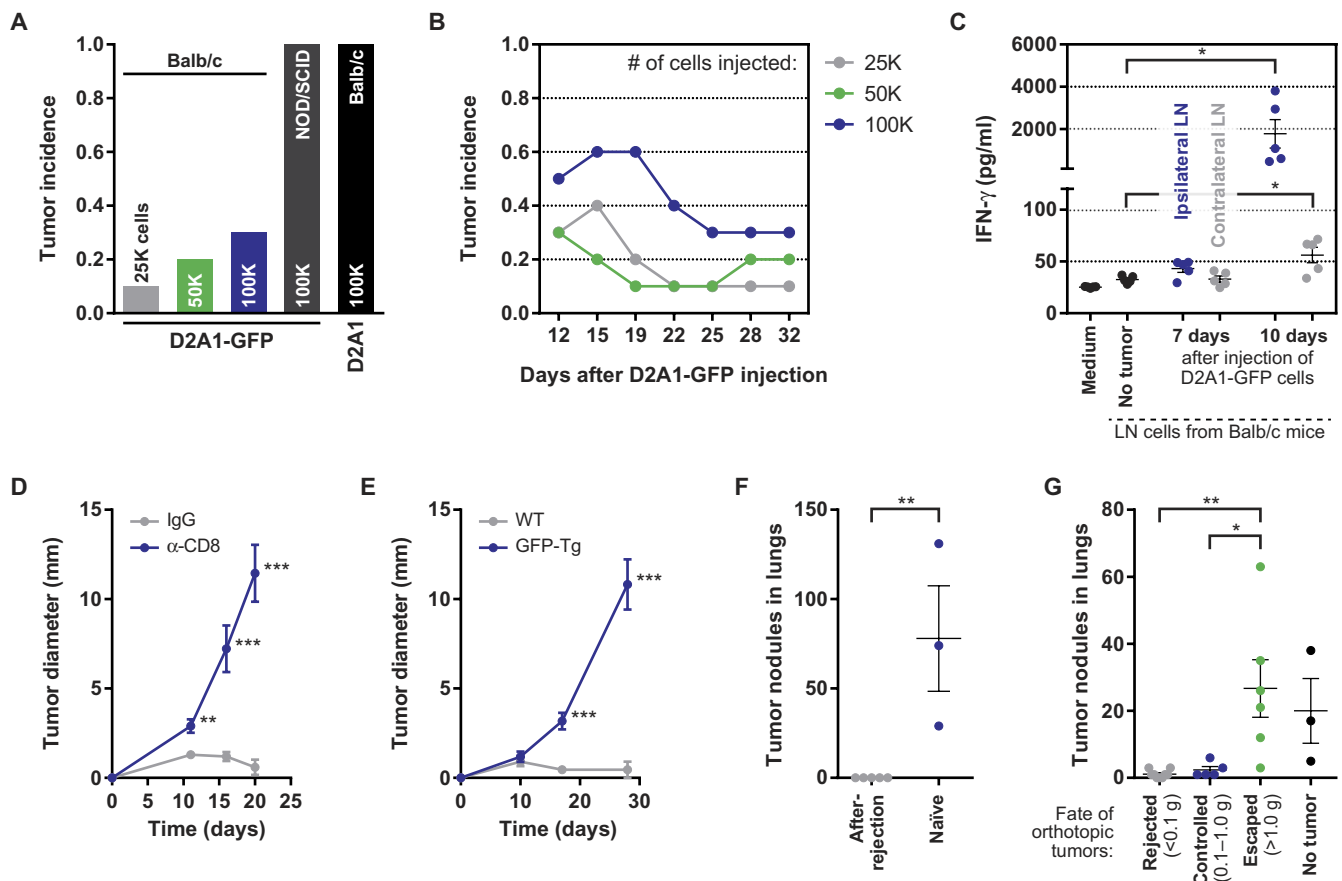 A
Tumor incidence
1.0
0.8
0.6
0.4
0.2
0.0
Balb/c
25K cells
50K
100K
NOD/SCID
100K
Balb/c
100K
D2A1-GFP
D2A1
B
Tumor incidence
1.0
0.8
0.6
0.4
0.2
0.0
# of cells injected:
25K
50K
100K
12 15 19 22 25 28 32
Days after D2A1-GFP injection
C
IFN-γ (pg/ml)
6000
4000
2000
100
50
0
*
*
Ipsilateral LN
Contralateral LN
Medium
No tumor
7 days 10 days
after injection of
D2A1-GFP cells
LN cells from Balb/c mice
D
Tumor diameter (mm)
15
10
5
0
IgG
α-CD8
**
***
***
0 5 10 15 20 25
Time (days)
E
Tumor diameter (mm)
15
10
5
0
WT
GFP-Tg
***
***
0 10 20 30
Time (days)
F
Tumor nodules in lungs
150
100
50
0
**
After-
rejection
Naïve
G
Tumor nodules in lungs
80
60
40
20
0
**
*
Fate of
orthotopic
tumors:
Rejected
(<0.1 g)
Controlled
(0.1–1.0 g)
Escaped
(>1.0 g)
No tumor